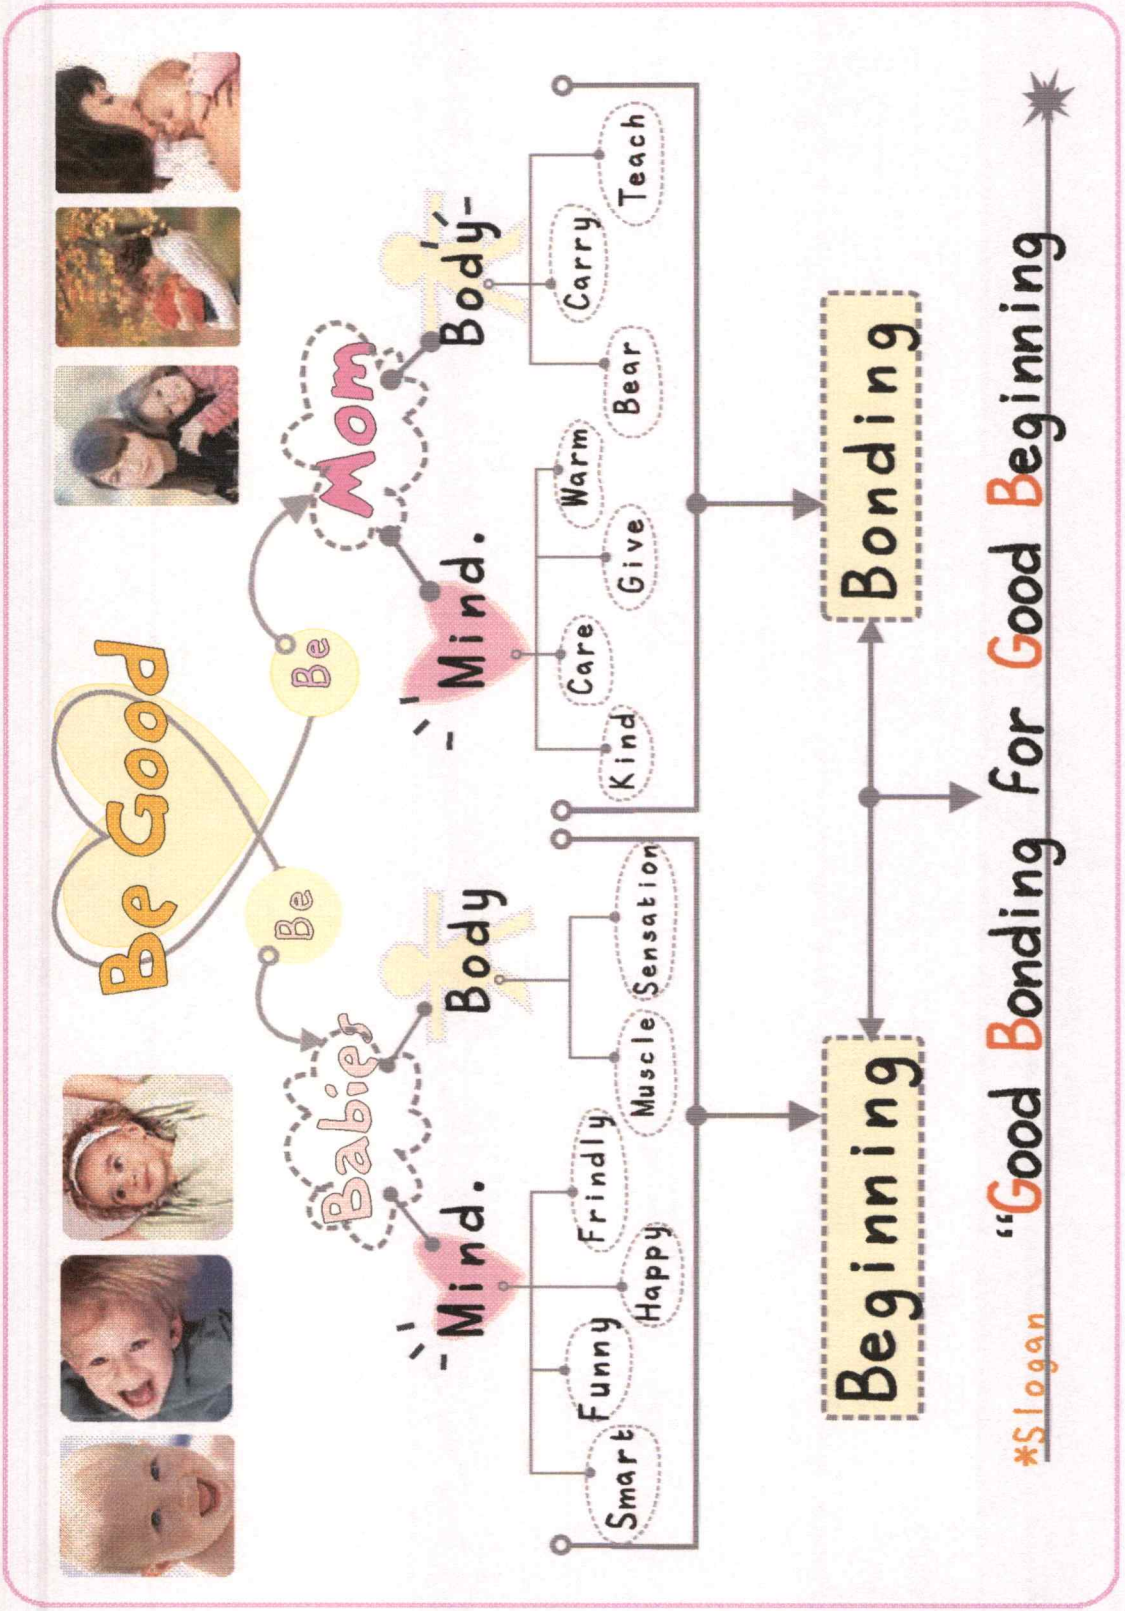 Be Good
Be
Be
Babies
Mom
Mind.
Body
Mind.
Body
Smart
Funny
Happy
Frindly
Muscle
Sensation
Kind
Care
Give
Warm
Bear
Carry
Teach
Beginning
Bonding
*Slogan
“Good Bonding for Good Beginning